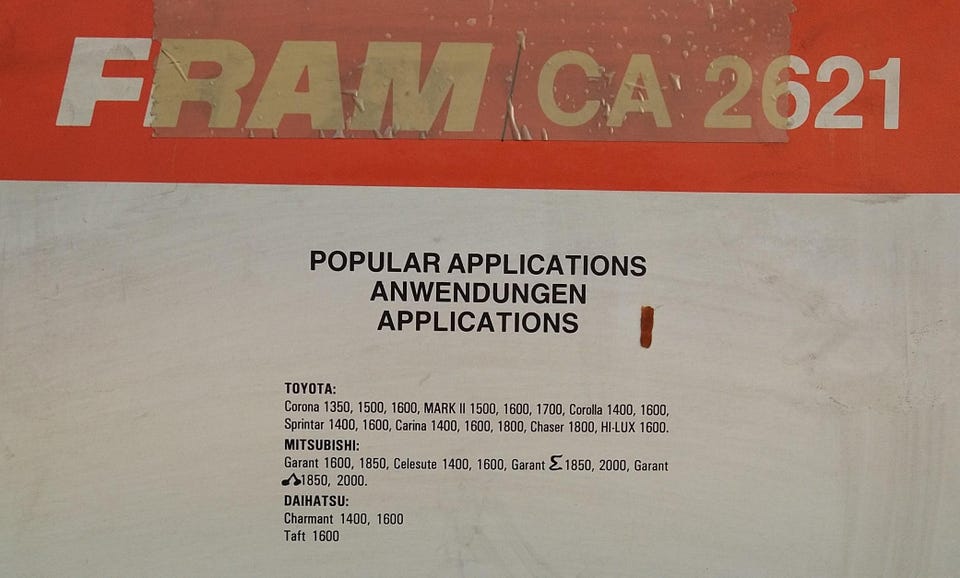 FRAM CA 2621
POPULAR APPLICATIONS
ANWENDUNGEN
APPLICATIONS
TOYOTA:
Corona 1350, 1500, 1600, MARK II 1500, 1600, 1700, Corolla 1400, 1600,
Sprintar 1400, 1600, Carina 1400, 1600, 1800, Chaser 1800, HI-LUX 1600.
MITSUBISHI:
Garant 1600, 1850, Celesute 1400, 1600, Garant Σ 1850, 2000, Garant
1850, 2000.
DAIHATSU:
Charmant 1400, 1600
Taft 1600